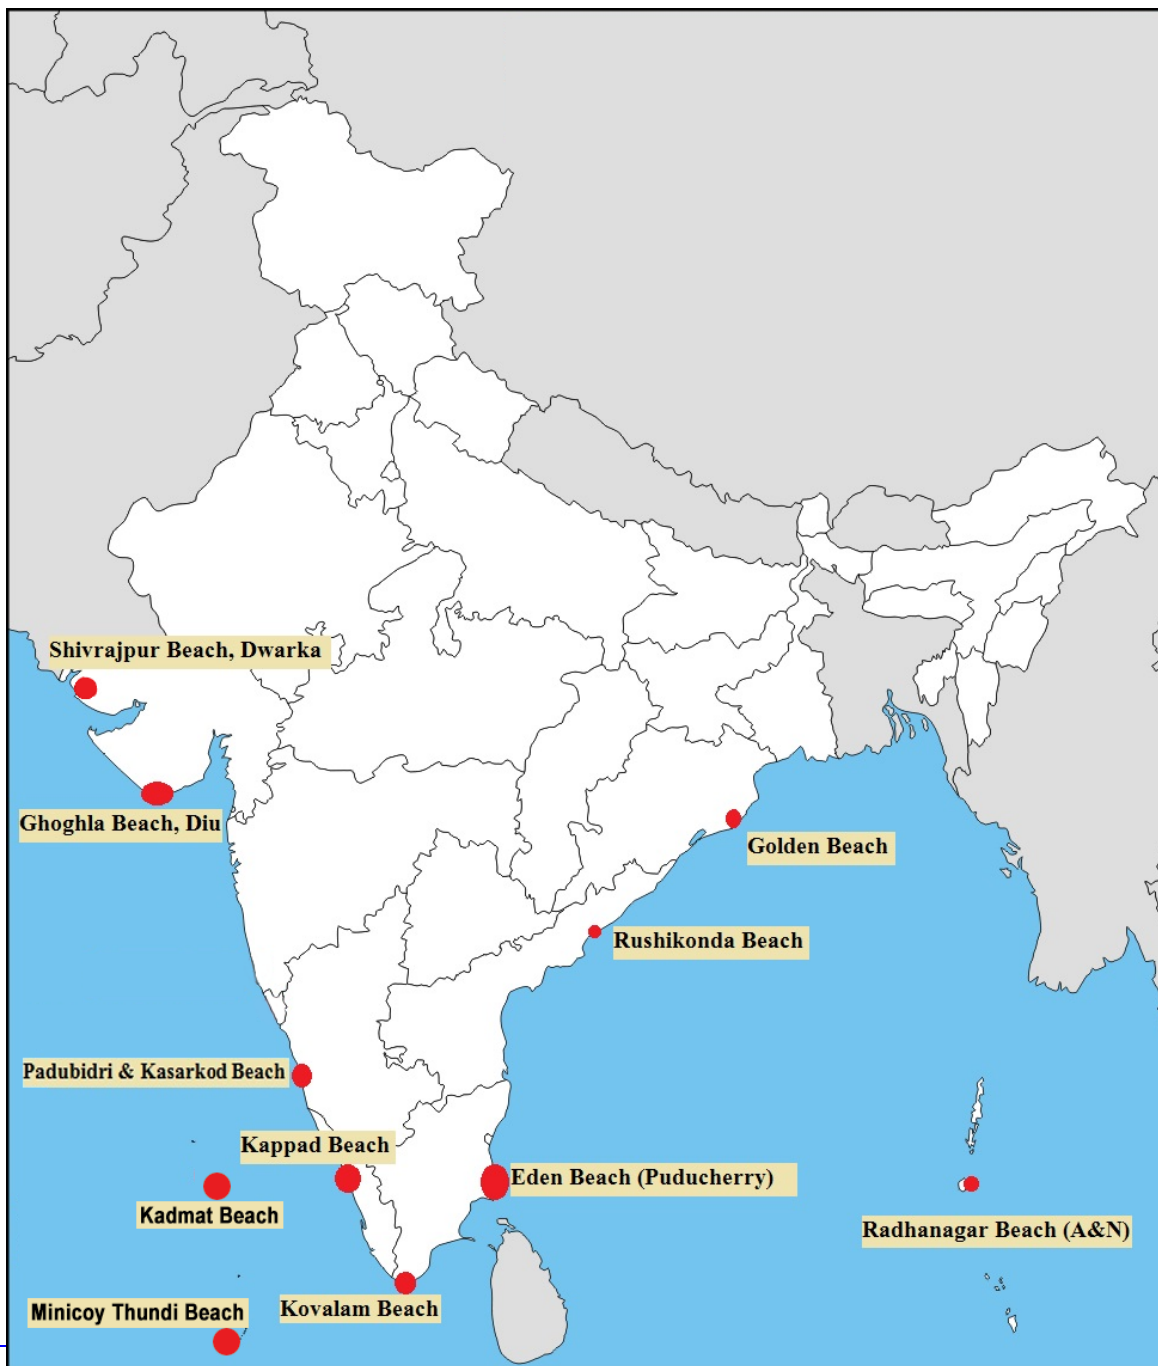 Shivrajpur Beach, Dwarka
Ghoghla Beach, Diu
Golden Beach
Rushikonda Beach
Padubidri & Kasarkod Beach
Kappad Beach
Eden Beach (Puducherry)
Kadmat Beach
Radhanagar Beach (A&N)
Minicoy Thundi Beach
Kovalam Beach